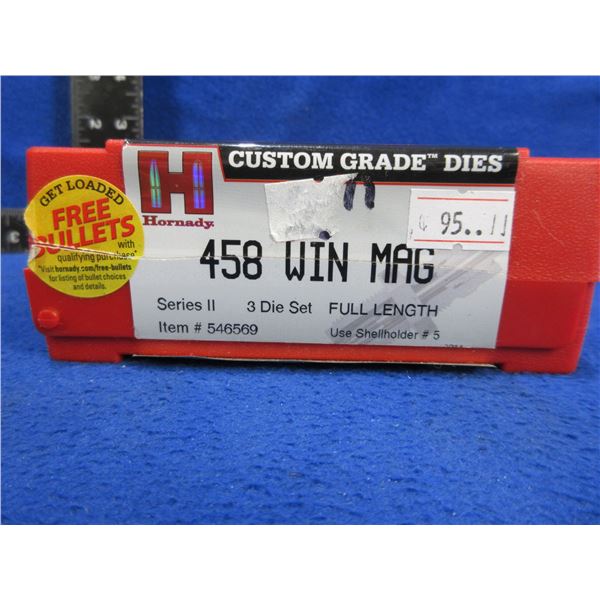 GET LOADED
FREE
BULLETS
with
qualifying purchase*
*Visit hornady.com/free-bullets
for listing of bullet choices
and details.
H
Hornady
CUSTOM GRADE™ DIES
95..
458 WIN MAG
Series II 3 Die Set FULL LENGTH
Item # 546569 Use Shellholder # 5
3
2